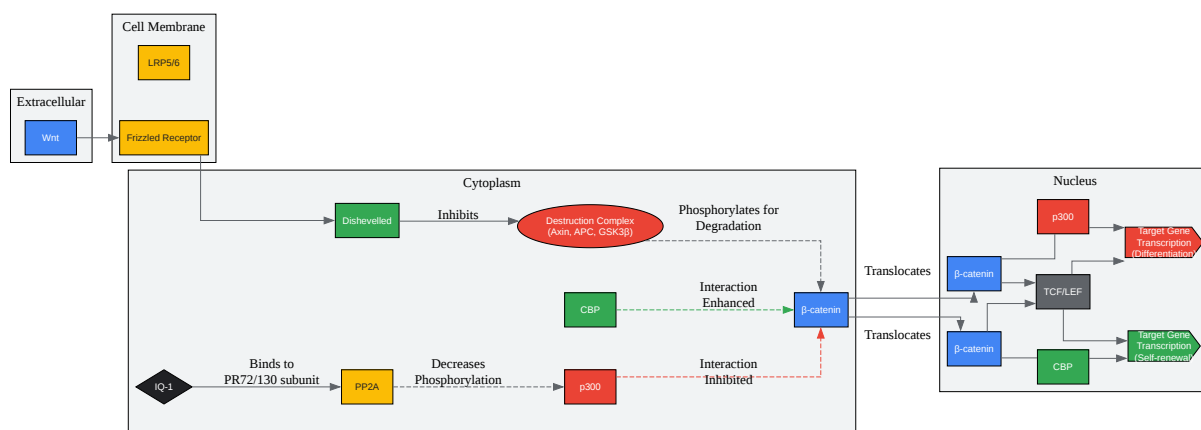 Cell Membrane
LRP5/6
Extracellular
Wnt
Frizzled Receptor
Cytoplasm
Dishevelled
Inhibits
Destruction Complex
(Axin, APC, GSK3β)
Phosphorylates for
Degradation
CBP
Interaction
Enhanced
β-catenin
IQ-1
Binds to
PR72/130 subunit
PP2A
Decreases
Phosphorylation
p300
Interaction
Inhibited
Translocates
Translocates
Nucleus
p300
Target Gene
Transcription
(Differentiation)
β-catenin
TCF/LEF
β-catenin
CBP
Target Gene
Transcription
(Self-renewal)